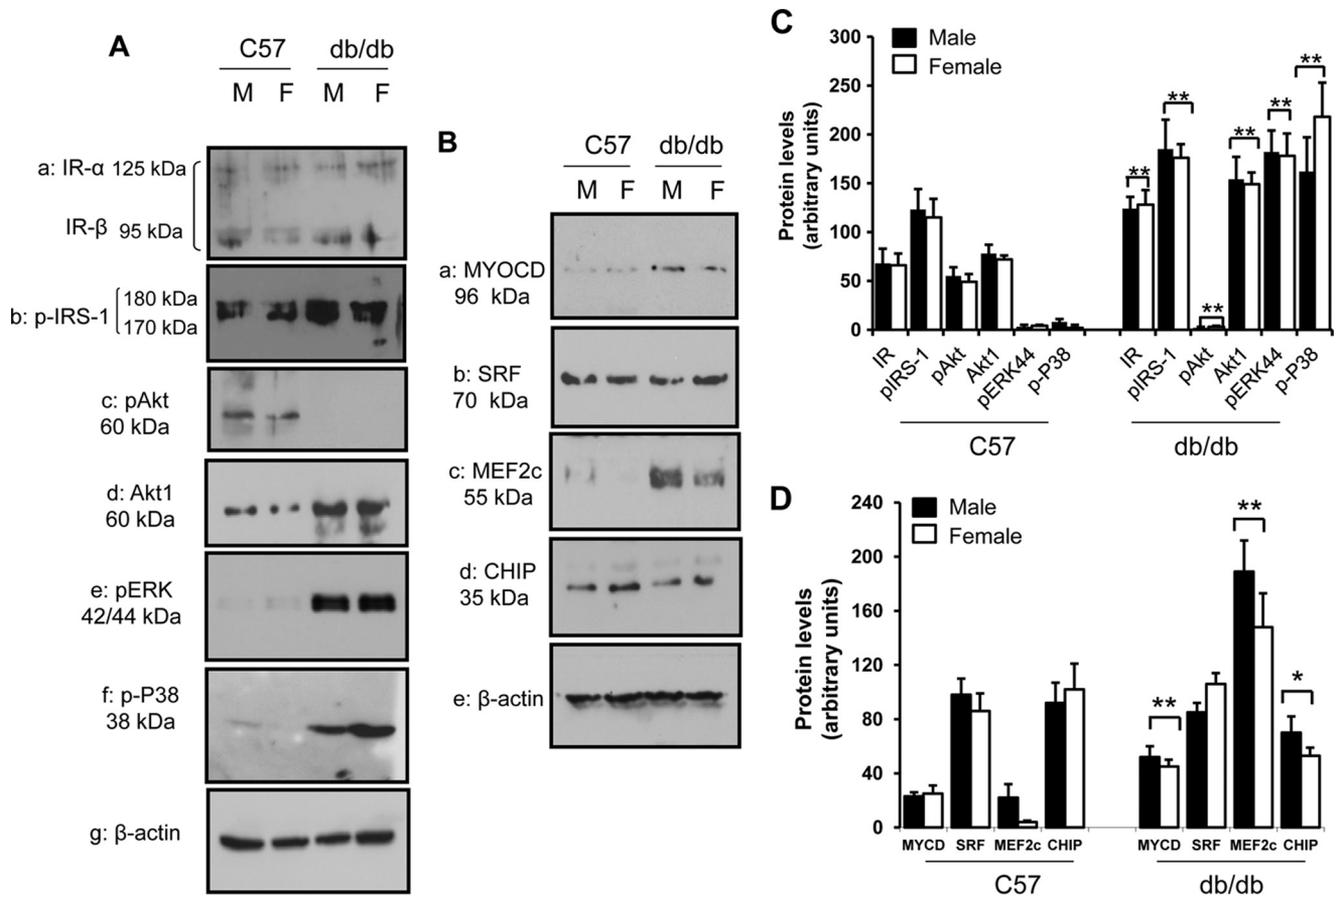 A
C57 db/db
M F M F
a: IR-α 125 kDa
IR-β 95 kDa
b: p-IRS-1
180 kDa
170 kDa
c: pAkt
60 kDa
d: Akt1
60 kDa
e: pERK
42/44 kDa
f: p-P38
38 kDa
g: β-actin
B
C57 db/db
M F M F
a: MYOCD
96 kDa
b: SRF
70 kDa
c: MEF2c
55 kDa
d: CHIP
35 kDa
e: β-actin
C
Male
Female
Protein levels
(arbitrary units)
300
250
200
150
100
50
0
** ** ** ** ** **
IR pIRS-1 pAkt Akt1 pERK44 p-P38 IR pIRS-1 pAkt Akt1 pERK44 p-P38
C57 db/db
D
Male
Female
Protein levels
(arbitrary units)
240
200
160
120
80
40
0
** ** *
MYCD SRF MEF2c CHIP MYCD SRF MEF2c CHIP
C57 db/db